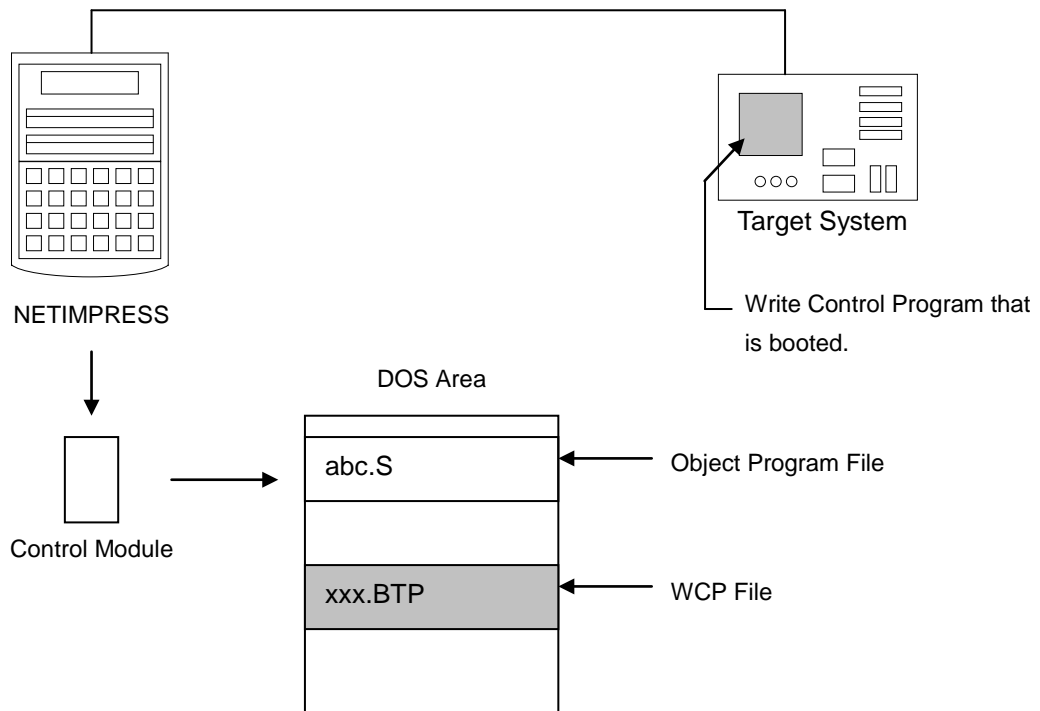 Target System
NETIMPRESS
Write Control Program that
is booted.
DOS Area
abc.S
Object Program File
Control Module
xxx.BTP
WCP File